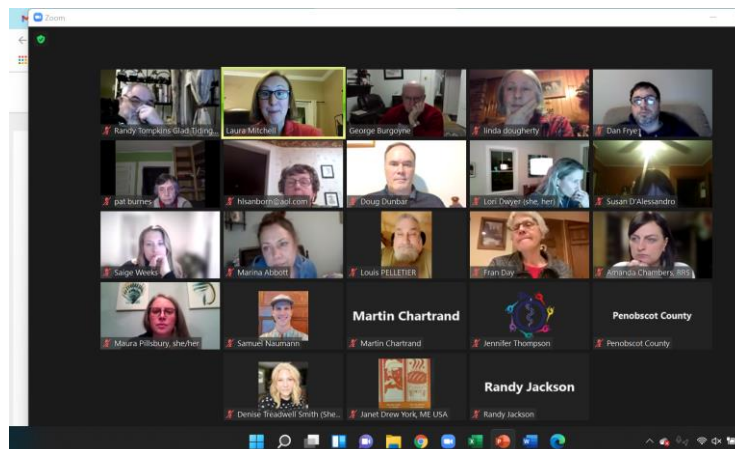 Zoom
Randy Tompkins Glad Tiding...
Laura Mitchell
George Burgoyne
linda dougherty
Dan Frye
pat burnes
hlsanborn@aol.com
Doug Dunbar
Lori Dwyer (she, her)
Susan D'Alessandro
Saige Weeks
Marina Abbott
Louis PELLETIER
Fran Day
Amanda Chambers, RRS
Maura Pillsbury, she/her
Samuel Naumann
Martin Chartrand
Martin Chartrand
Jennifer Thompson
Penobscot County
Penobscot County
Denise Treadwell Smith (She...
Janet Drew York, ME USA
Randy Jackson
Randy Jackson